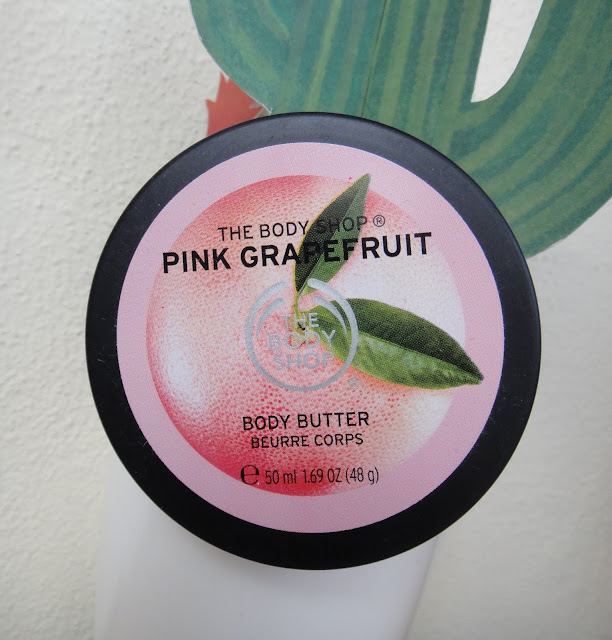 THE BODY SHOP ®
PINK GRAPEFRUIT
THE
BODY
SHOP
®
BODY BUTTER
BEURRE CORPS
℮ 50 ml 1.69 OZ (48 g)